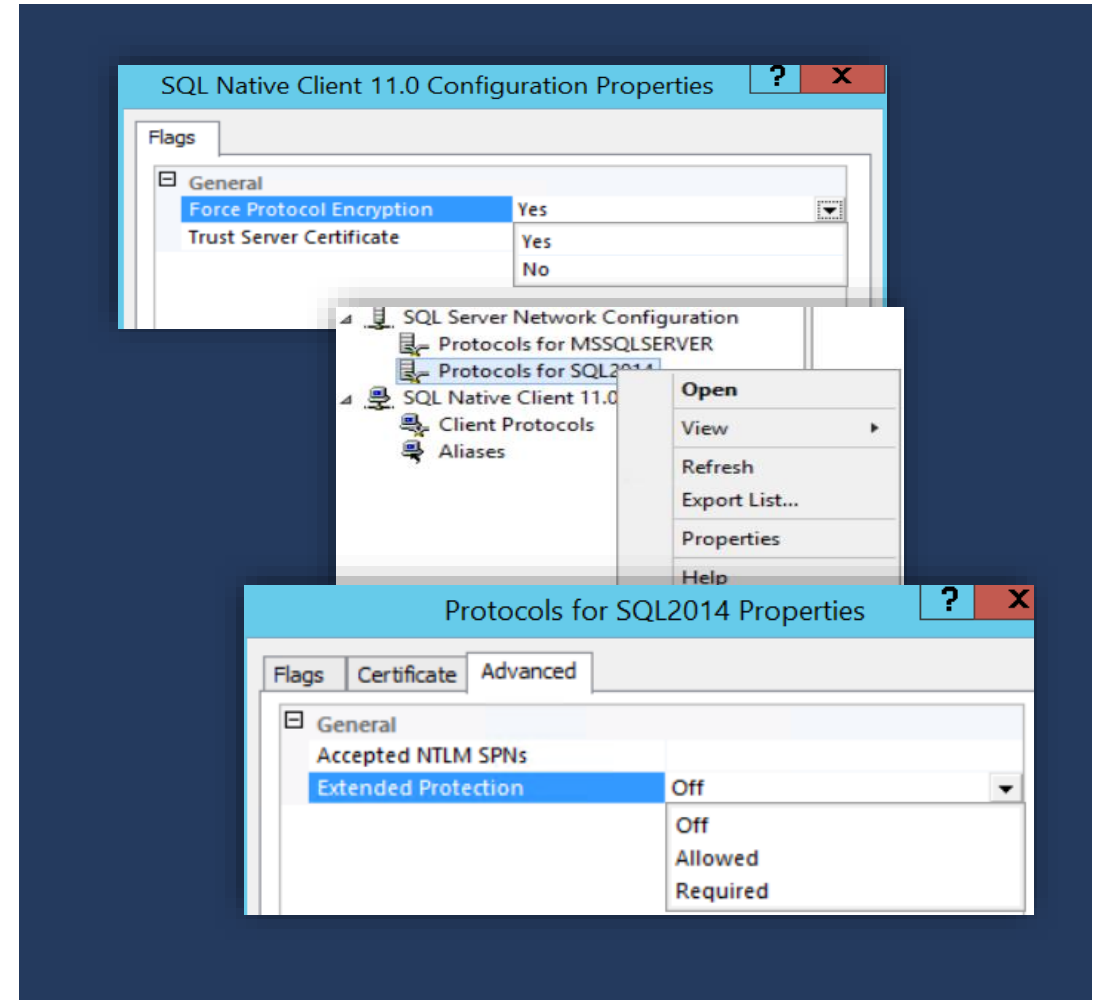 SQL Native Client 11.0 Configuration Properties ? X
Flags
General
Force Protocol Encryption Yes
Trust Server Certificate Yes
No
SQL Server Network Configuration
Protocols for MSSQLSERVER
Protocols for SQL2014
SQL Native Client 11.0
Client Protocols
Aliases
Open
View
Refresh
Export List...
Properties
Help
Protocols for SQL2014 Properties ? X
Flags Certificate Advanced
General
Accepted NTLM SPNs
Extended Protection Off
Off
Allowed
Required